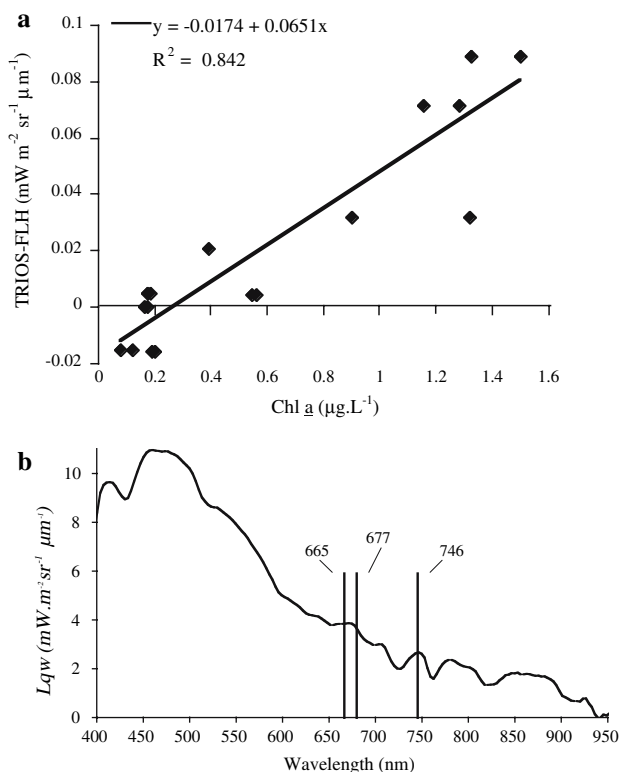 a
y = -0.0174 + 0.0651x
R² = 0.842
TRIOS-FLH (mW m⁻² sr⁻¹ µm⁻¹)
0.1
0.08
0.06
0.04
0.02
0
-0.02
0 0.2 0.4 0.6 0.8 1 1.2 1.4 1.6
Chl a (µg.L⁻¹)
b
Lqw (mW.m⁻²sr⁻¹ µm⁻¹)
10
8
6
4
2
0
665 677 746
400 450 500 550 600 650 700 750 800 850 900 950
Wavelength (nm)